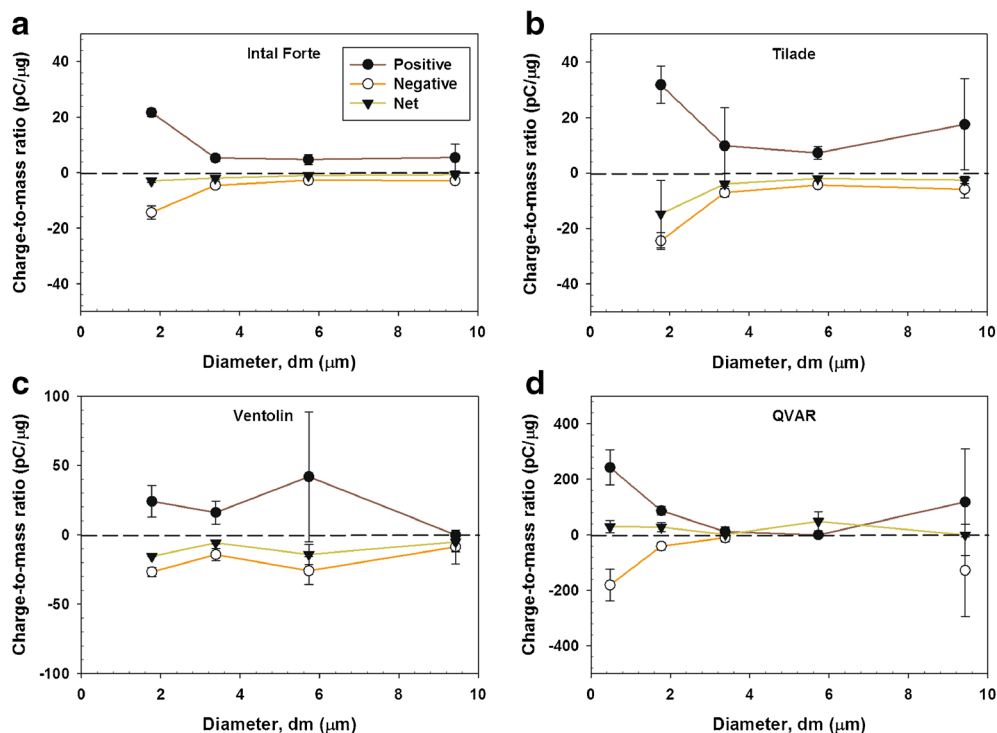 a
Intal Forte
Positive
Negative
Net
Charge-to-mass ratio (pC/µg)
40
20
0
-20
-40
0 2 4 6 8 10
Diameter, dm (µm)
b
Tilade
Charge-to-mass ratio (pC/µg)
40
20
0
-20
-40
0 2 4 6 8 10
Diameter, dm (µm)
c
Ventolin
Charge-to-mass ratio (pC/µg)
100
50
0
-50
-100
0 2 4 6 8 10
Diameter, dm (µm)
d
QVAR
Charge-to-mass ratio (pC/µg)
400
200
0
-200
-400
0 2 4 6 8 10
Diameter, dm (µm)